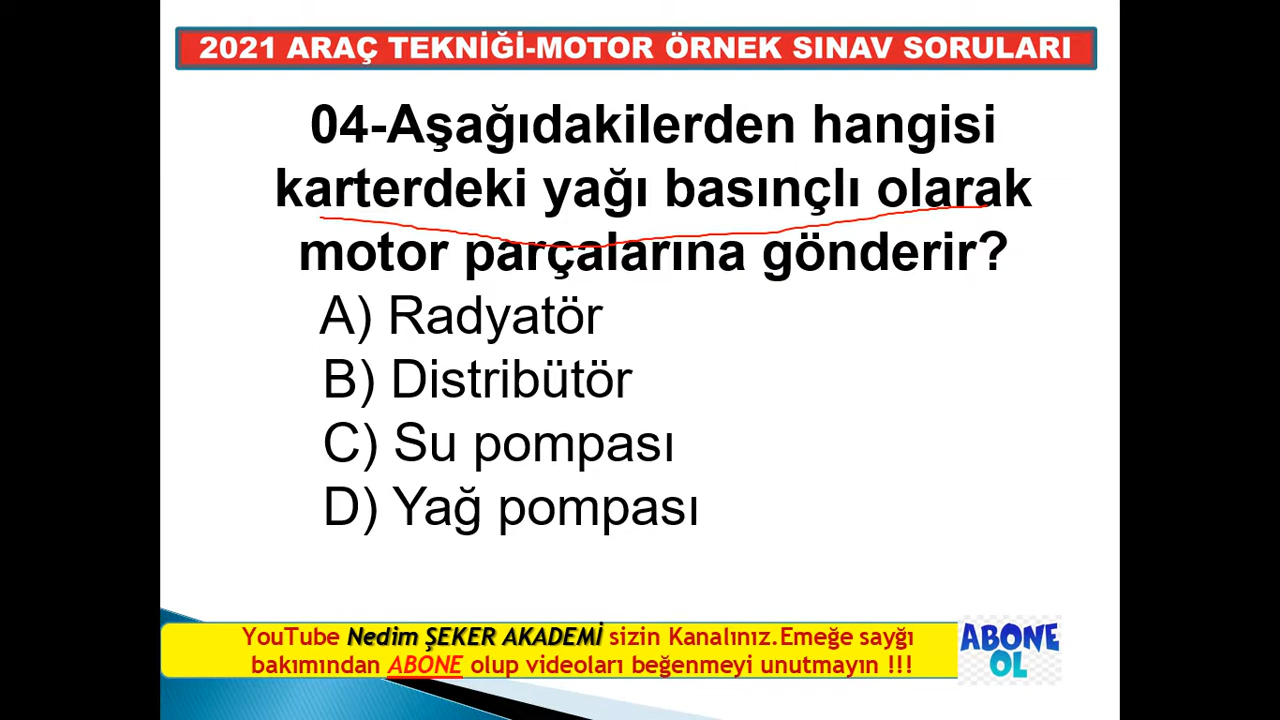 2021 ARAÇ TEKNİĞİ-MOTOR ÖRNEK SINAV SORULARI
04-Aşağıdakilerden hangisi
karterdeki yağı basınçlı olarak
motor parçalarına gönderir?
A) Radyatör
B) Distribütör
C) Su pompası
D) Yağ pompası
YouTube Nedim ŞEKER AKADEMİ sizin Kanalınız.Emeğe saygı
bakımından ABONE olup videoları beğenmeyi unutmayın !!!
ABONE
OL